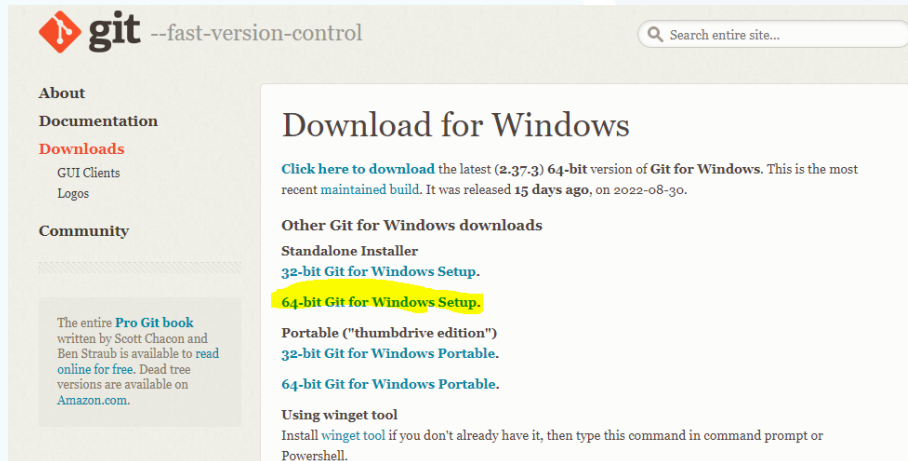 git --fast-version-control
Search entire site...
About
Documentation
Downloads
GUI Clients
Logos
Community
The entire Pro Git book
written by Scott Chacon and
Ben Straub is available to read
online for free. Dead tree
versions are available on
Amazon.com.
Download for Windows
Click here to download the latest (2.37.3) 64-bit version of Git for Windows. This is the most
recent maintained build. It was released 15 days ago, on 2022-08-30.
Other Git for Windows downloads
Standalone Installer
32-bit Git for Windows Setup.
64-bit Git for Windows Setup.
Portable ("thumbdrive edition")
32-bit Git for Windows Portable.
64-bit Git for Windows Portable.
Using winget tool
Install winget tool if you don't already have it, then type this command in command prompt or
Powershell.